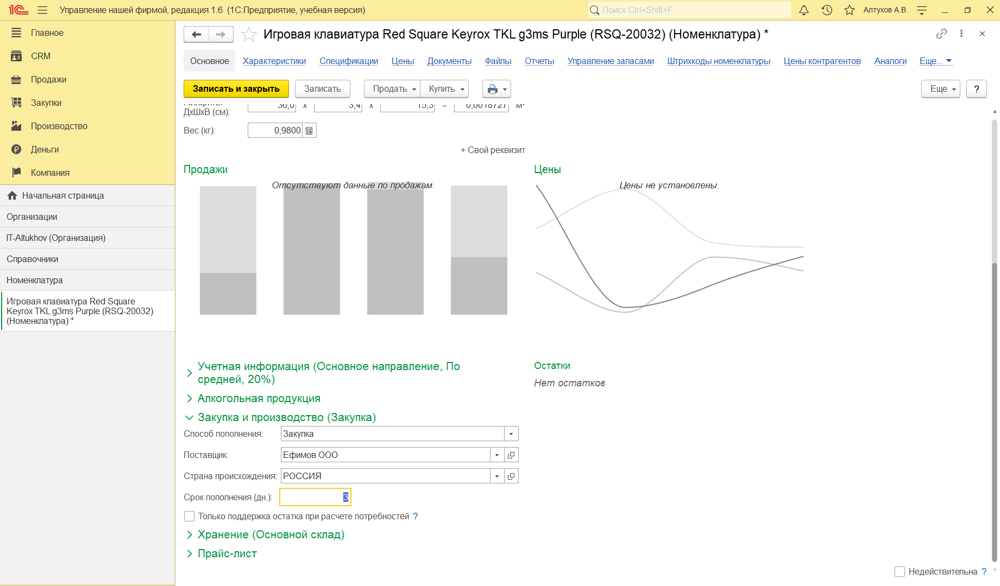 Управление нашей фирмой, редакция 1.6 (1С:Предприятие, учебная версия)
Поиск Ctrl+Shift+F
Алтухов А.В.
Главное
CRM
Продажи
Закупки
Производство
Деньги
Компания
Начальная страница
Организации
IT-Altukhov (Организация)
Справочники
Номенклатура
Игровая клавиатура Red Square
Keyrox TKL g3ms Purple (RSQ-20032)
(Номенклатура) *
Игровая клавиатура Red Square Keyrox TKL g3ms Purple (RSQ-20032) (Номенклатура) *
Основное Характеристики Спецификации Цены Документы Файлы Отчеты Управление запасами Штрихкоды номенклатуры Цены контрагентов Аналоги Еще...
Записать и закрыть Записать Продать Купить Еще ?
Габариты
ДхШхВ (см): 36,0 x 3,4 x 15,3 = 0,0018727 м³
Вес (кг): 0,9800
+ Свой реквизит
Продажи
Отсутствуют данные по продажам.
Цены
Цены не установлены.
Учетная информация (Основное направление, По
средней, 20%)
Алкогольная продукция
Закупка и производство (Закупка)
Способ пополнения: Закупка
Поставщик: Ефимов ООО
Страна происхождения: РОССИЯ
Срок пополнения (дн.): 3
Только поддержка остатка при расчете потребностей ?
Хранение (Основной склад)
Прайс-лист
Остатки
Нет остатков
Недействительна ?